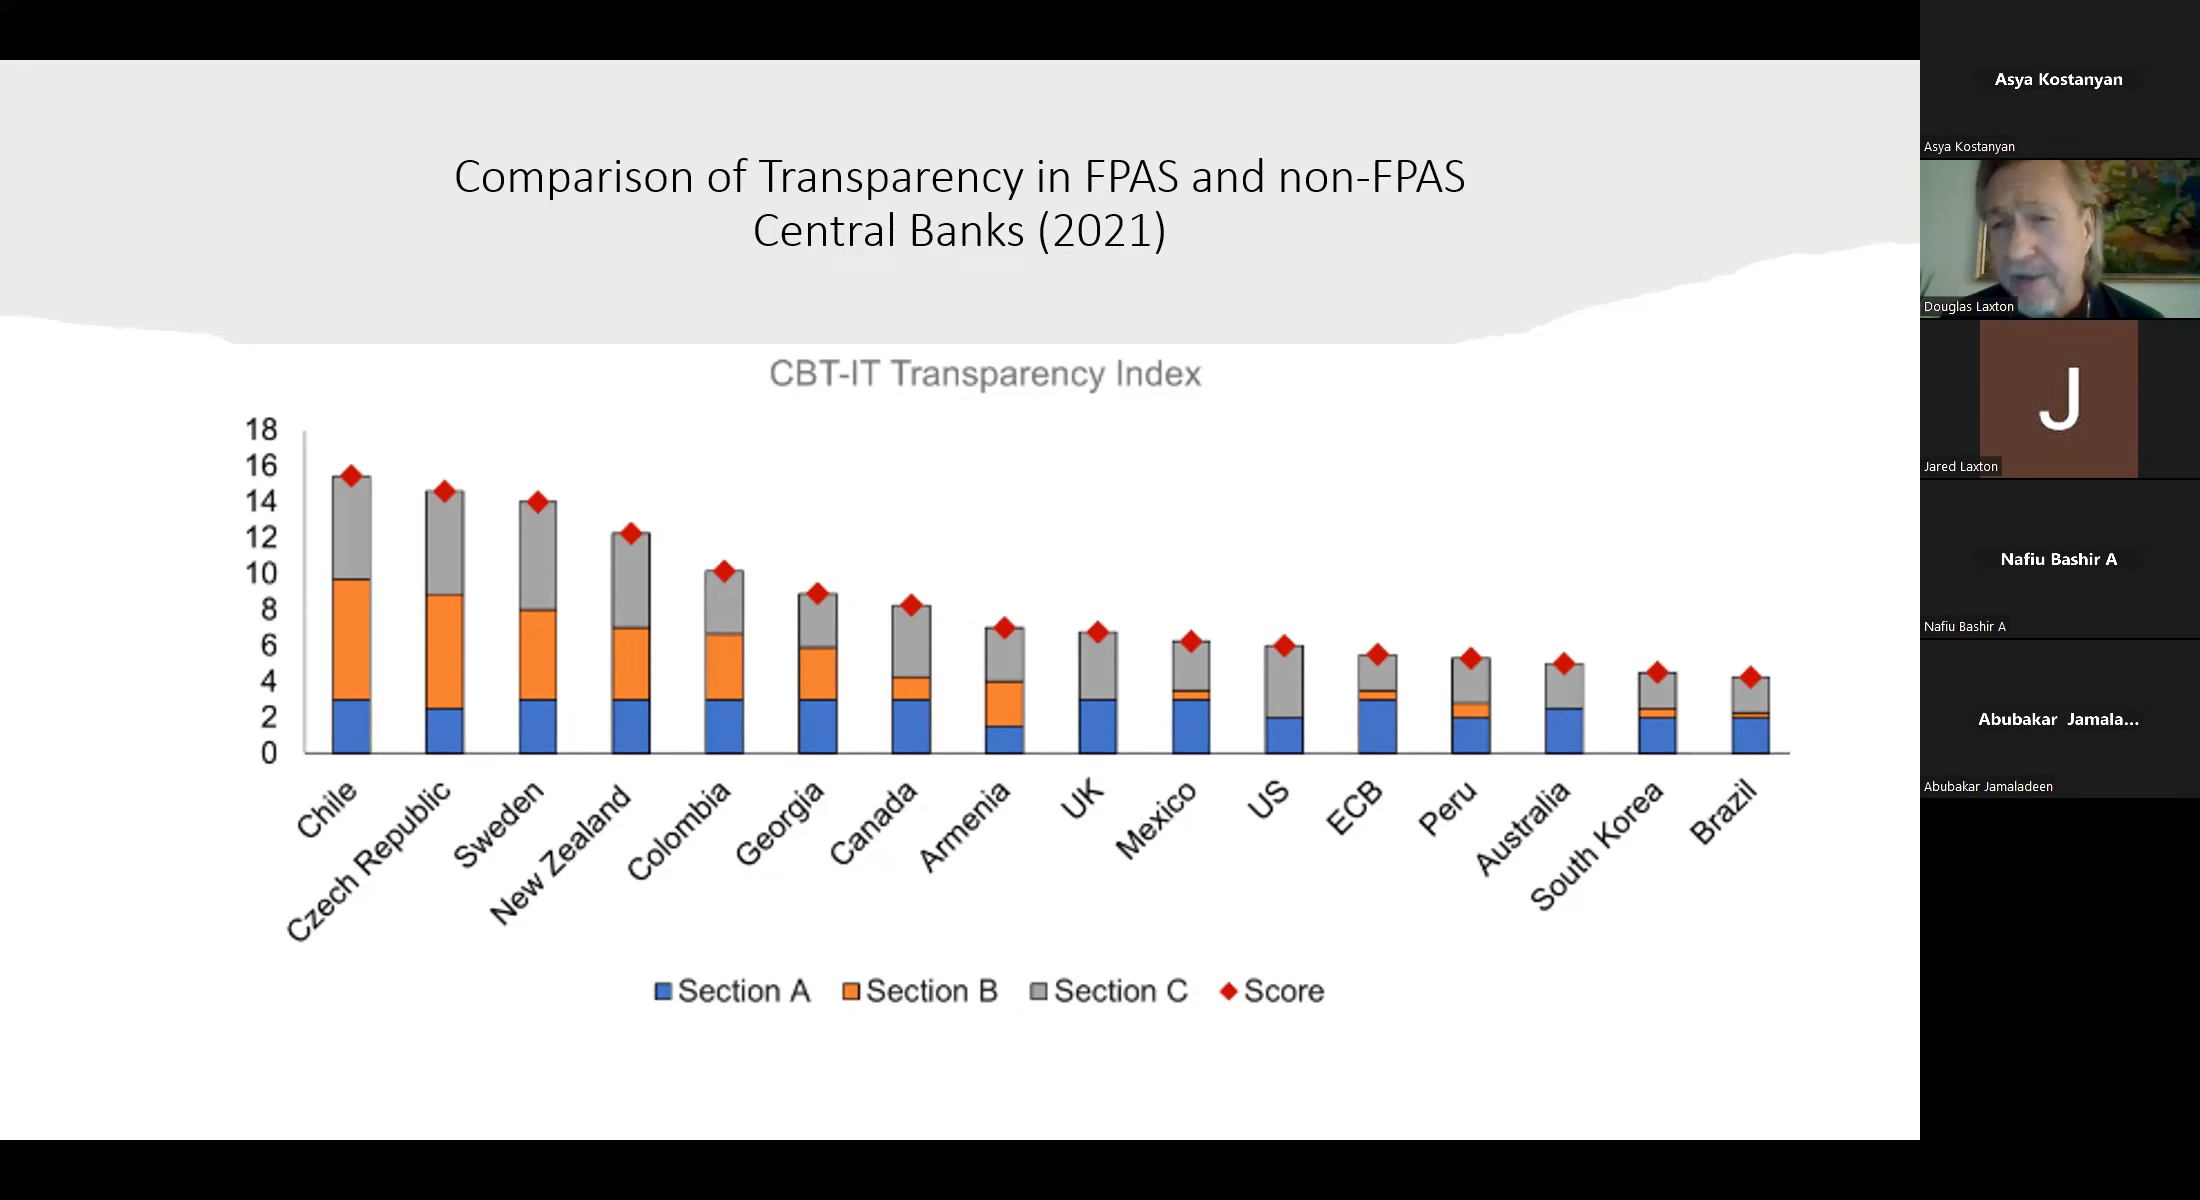 Comparison of Transparency in FPAS and non-FPAS
Central Banks (2021)
CBT-IT Transparency Index
18
16
14
12
10
8
6
4
2
0
Chile
Czech Republic
Sweden
New Zealand
Colombia
Georgia
Canada
Armenia
UK
Mexico
US
ECB
Peru
Australia
South Korea
Brazil
Section A
Section B
Section C
Score
Asya Kostanyan
Asya Kostanyan
Douglas Laxton
J
Jared Laxton
Nafiu Bashir A
Nafiu Bashir A
Abubakar Jamala...
Abubakar Jamaladeen